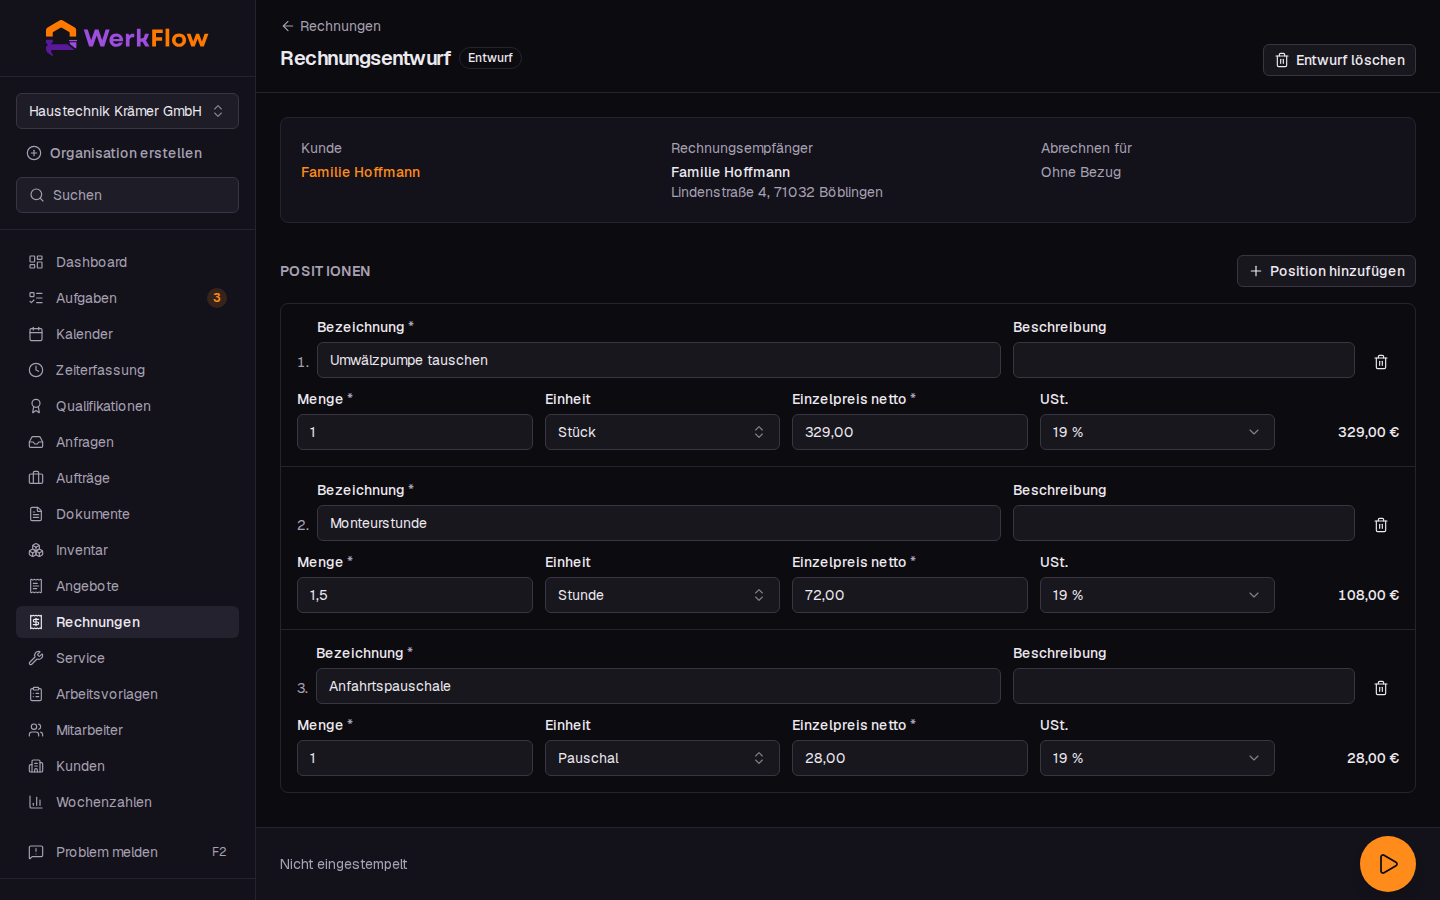 WerkFlow
Haustechnik Krämer GmbH
Organisation erstellen
Suchen
Dashboard
Aufgaben 3
Kalender
Zeiterfassung
Qualifikationen
Anfragen
Aufträge
Dokumente
Inventar
Angebote
Rechnungen
Service
Arbeitsvorlagen
Mitarbeiter
Kunden
Wochenzahlen
Problem melden F2
Rechnungen
Rechnungsentwurf Entwurf
Entwurf löschen
Kunde Rechnungsempfänger Abrechnen für
Familie Hoffmann Familie Hoffmann Ohne Bezug
Lindenstraße 4, 71032 Böblingen
POSITIONEN Position hinzufügen
Bezeichnung * Beschreibung
1. Umwälzpumpe tauschen
Menge * Einheit Einzelpreis netto * USt.
1 Stück 329,00 19 % 329,00 €
Bezeichnung * Beschreibung
2. Monteurstunde
Menge * Einheit Einzelpreis netto * USt.
1,5 Stunde 72,00 19 % 108,00 €
Bezeichnung * Beschreibung
3. Anfahrtspauschale
Menge * Einheit Einzelpreis netto * USt.
1 Pauschal 28,00 19 % 28,00 €
Nicht eingestempelt